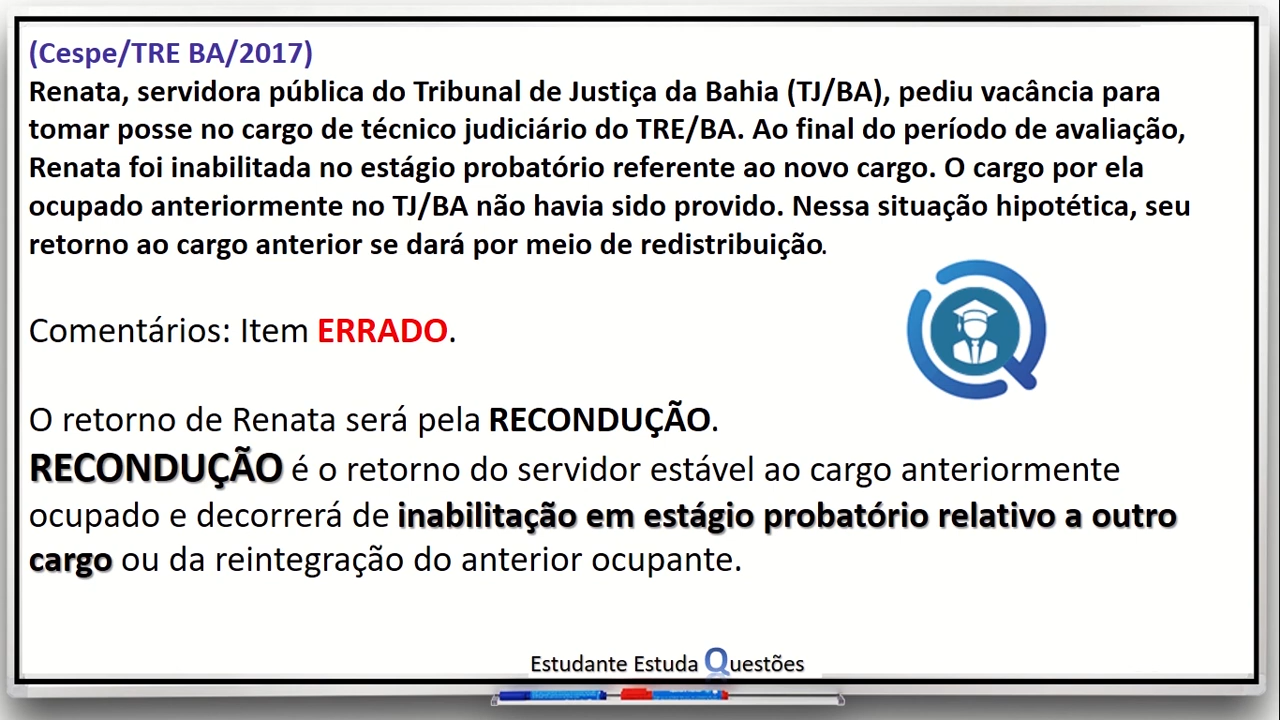 (Cespe/TRE BA/2017)
Renata, servidora pública do Tribunal de Justiça da Bahia (TJ/BA), pediu vacância para
tomar posse no cargo de técnico judiciário do TRE/BA. Ao final do período de avaliação,
Renata foi inabilitada no estágio probatório referente ao novo cargo. O cargo por ela
ocupado anteriormente no TJ/BA não havia sido provido. Nessa situação hipotética, seu
retorno ao cargo anterior se dará por meio de redistribuição.
Comentários: Item ERRADO.
O retorno de Renata será pela RECONDUÇÃO.
RECONDUÇÃO é o retorno do servidor estável ao cargo anteriormente
ocupado e decorrerá de inabilitação em estágio probatório relativo a outro
cargo ou da reintegração do anterior ocupante.
Estudante Estuda Questões